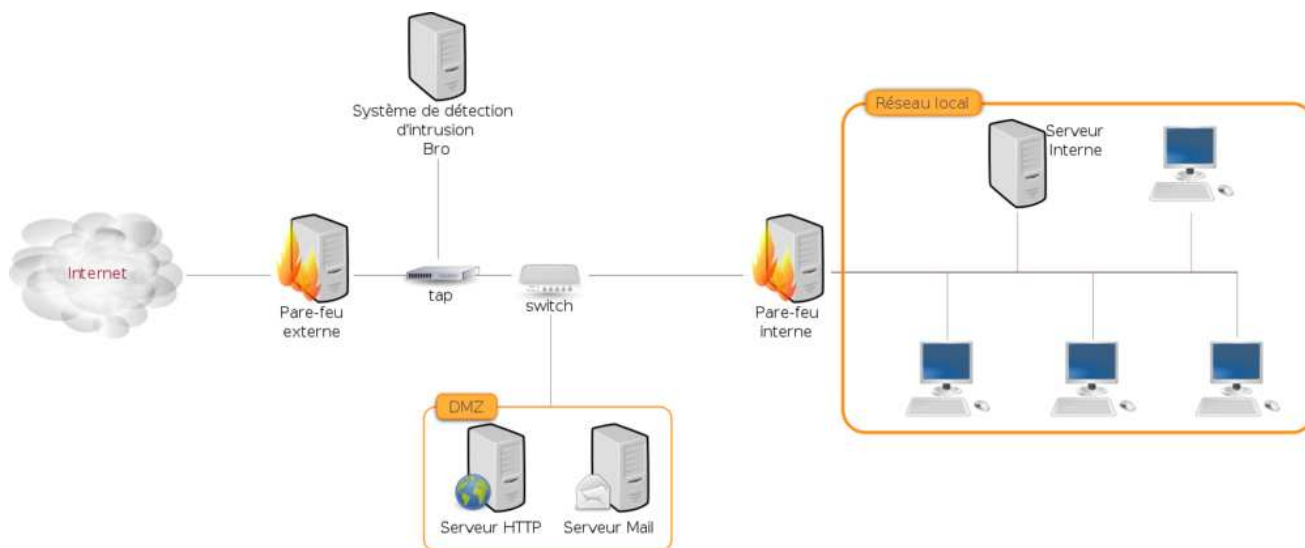 Système de détection
d'intrusion
Bro
Réseau local
Serveur
Interne
Internet
Pare-feu
externe
tap
switch
Pare-feu
interne
DMZ
Serveur HTTP
Serveur Mail